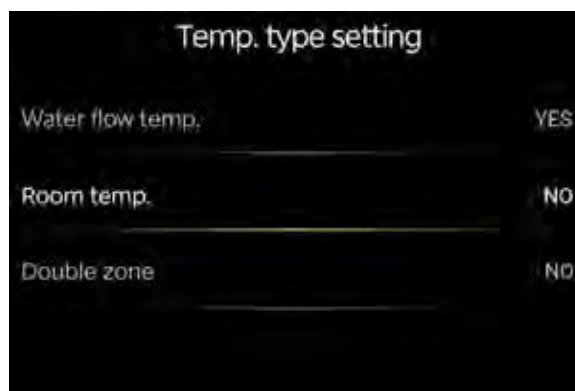 Temp. type setting
Water flow temp. YES
Room temp. NO
Double zone NO